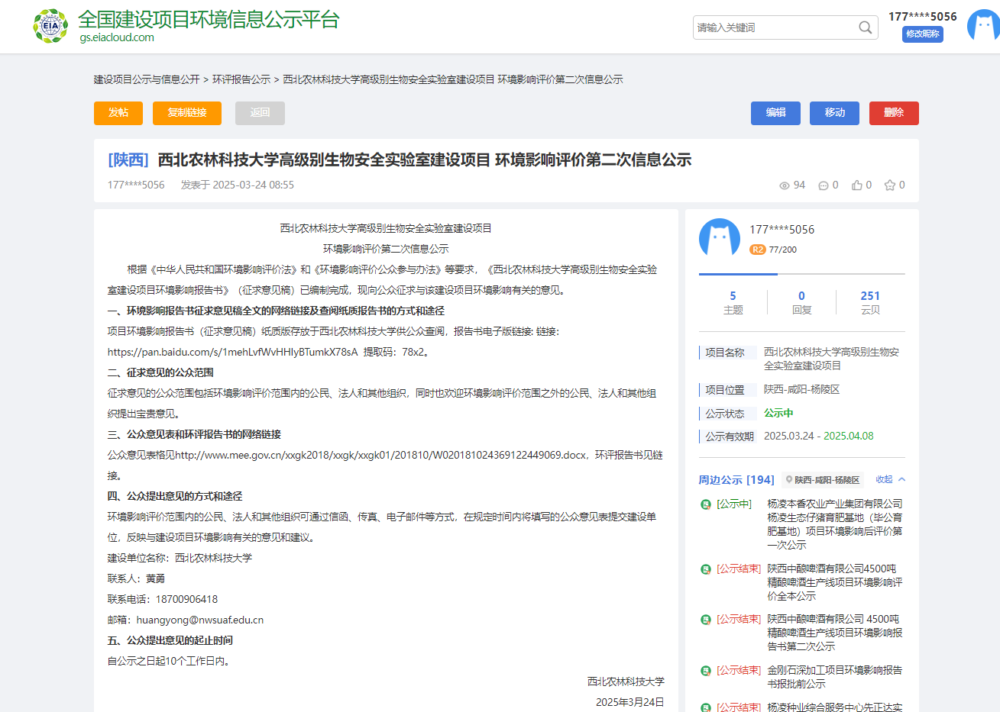 EIA
全国建设项目环境信息公示平台
gs.eiacloud.com
请输入关键词
177****5056
修改昵称
建设项目公示与信息公开 > 环评报告公示 > 西北农林科技大学高级别生物安全实验室建设项目 环境影响评价第二次信息公示
发帖
复制链接
返回
编辑
移动
删除
[陕西] 西北农林科技大学高级别生物安全实验室建设项目 环境影响评价第二次信息公示
177****5056 发表于 2025-03-24 08:55
94 0 0 0
西北农林科技大学高级别生物安全实验室建设项目
环境影响评价第二次信息公示
根据《中华人民共和国环境影响评价法》和《环境影响评价公众参与办法》等要求，《西北农林科技大学高级别生物安全实验
室建设项目环境影响报告书》（征求意见稿）已编制完成，现向公众征求与该建设项目环境影响有关的意见。
一、环境影响报告书征求意见稿全文的网络链接及查阅纸质报告书的方式和途径
项目环境影响报告书（征求意见稿）纸质版存放于西北农林科技大学供公众查阅，报告书电子版链接: 链接：
https://pan.baidu.com/s/1mehLvfWvHHIyBTumkX78sA 提取码：78x2。
二、征求意见的公众范围
征求意见的公众范围包括环境影响评价范围内的公民、法人和其他组织，同时也欢迎环境影响评价范围之外的公民、法人和其他组
织提出宝贵意见。
三、公众意见表和环评报告书的网络链接
公众意见表格见http://www.mee.gov.cn/xxgk2018/xxgk/xxgk01/201810/W020181024369122449069.docx，环评报告书见链
接。
四、公众提出意见的方式和途径
环境影响评价范围内的公民、法人和其他组织可通过信函、传真、电子邮件等方式，在规定时间内将填写的公众意见表提交建设单
位，反映与建设项目环境影响有关的意见和建议。
建设单位名称：西北农林科技大学
联系人：黄勇
联系电话：18700906418
邮箱：huangyong@nwsuaf.edu.cn
五、公众提出意见的起止时间
自公示之日起10个工作日内。
西北农林科技大学
2025年3月24日
177****5056
R2 77/200
5 0 251
主题 回复 云贝
项目名称 西北农林科技大学高级别生物安
全实验室建设项目
项目位置 陕西-咸阳-杨陵区
公示状态 公示中
公示有效期 2025.03.24 - 2025.04.08
周边公示 [194] 陕西-咸阳-杨陵区 收起
[公示中] 杨凌本香农业产业集团有限公司
杨凌生态仔猪育肥基地（毕公育
肥基地）项目环境影响后评价第
一次公示
[公示结束] 陕西中酿啤酒有限公司4500吨
精酿啤酒生产线项目环境影响评
价全本公示
[公示结束] 陕西中酿啤酒有限公司 4500吨
精酿啤酒生产线项目环境影响报
告书第二次公示
[公示结束] 金刚石深加工项目环境影响报告
书报批前公示
[公示结束] 杨凌种业综合服务中心先正达实